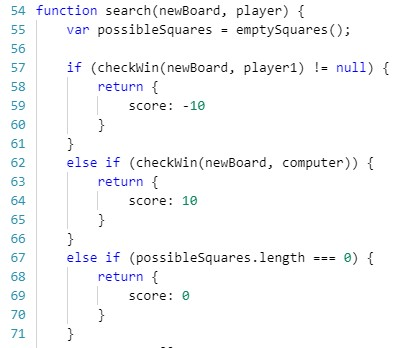 54 function search(newBoard, player) {
55     var possibleSquares = emptySquares();
56
57     if (checkWin(newBoard, player1) != null) {
58         return {
59             score: -10
60         }
61     }
62     else if (checkWin(newBoard, computer)) {
63         return {
64             score: 10
65         }
66     }
67     else if (possibleSquares.length === 0) {
68         return {
69             score: 0
70         }
71     }